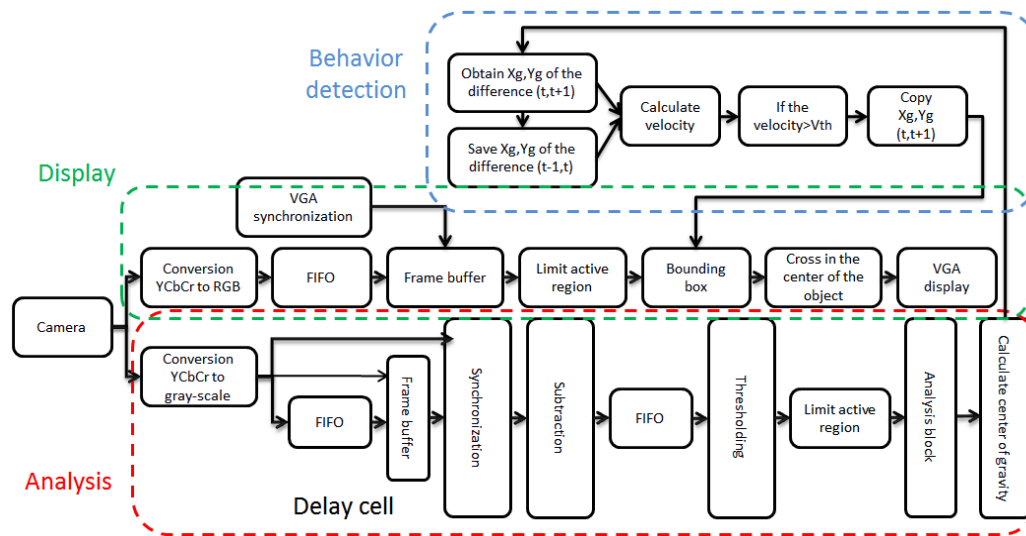 Behavior
detection
Obtain Xg,Yg of the
difference (t,t+1)
Save Xg,Yg of the
difference (t-1,t)
Calculate
velocity
If the
velocity>Vth
Copy
Xg,Yg
(t,t+1)
Display
VGA
synchronization
Conversion
YCbCr to RGB
FIFO
Frame buffer
Limit active
region
Bounding
box
Cross in the
center of the
object
VGA
display
Camera
Conversion
YCbCr to
gray-scale
FIFO
Frame buffer
Synchronization
Subtraction
FIFO
Thresholding
Limit active
region
Analysis block
Calculate center of gravity
Analysis
Delay cell